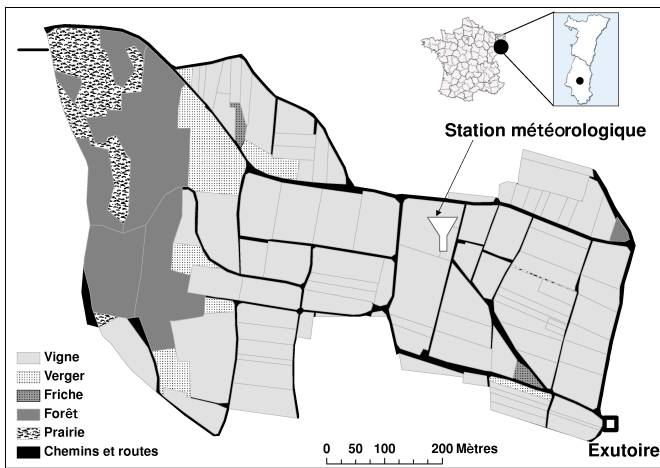 Station météorologique
Vigne
Verger
Friche
Forêt
Prairie
Chemins et routes
0 50 100 200 Mètres
Exutoire